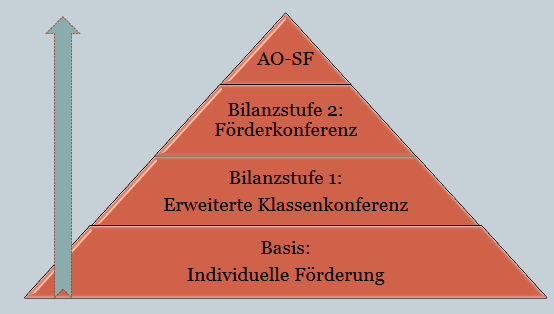 AO-SF
Bilanzstufe 2:
Förderkonferenz
Bilanzstufe 1:
Erweiterte Klassenkonferenz
Basis:
Individuelle Förderung